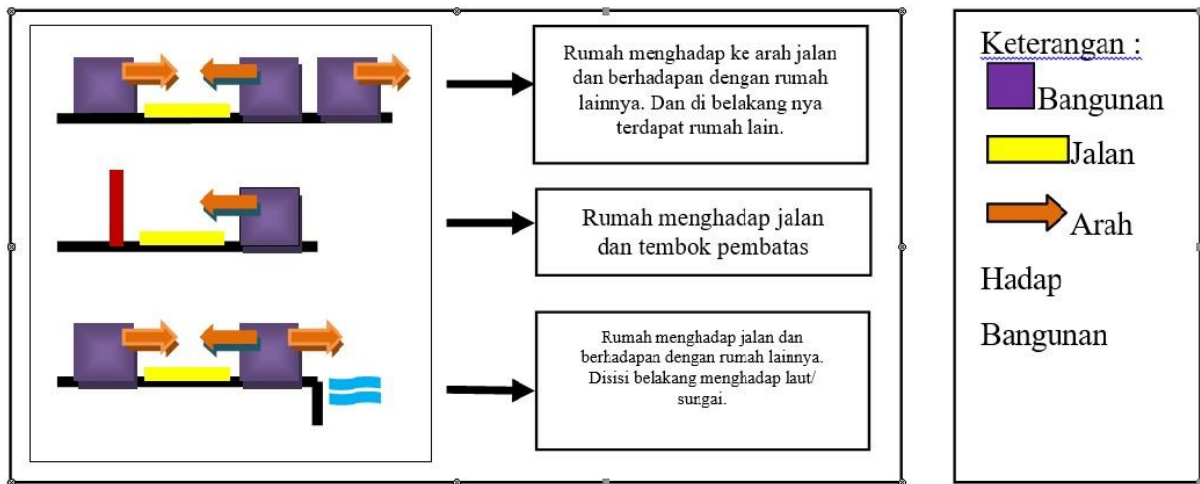 Rumah menghadap ke arah jalan
dan berhadapan dengan rumah
lainnya. Dan di belakang nya
terdapat rumah lain.
Rumah menghadap jalan
dan tembok pembatas
Rumah menghadap jalan dan
berhadapan dengan rumah lainnya.
Disisi belakang menghadap laut/
sungai.
Keterangan :
Bangunan
Jalan
Arah
Hadap
Bangunan